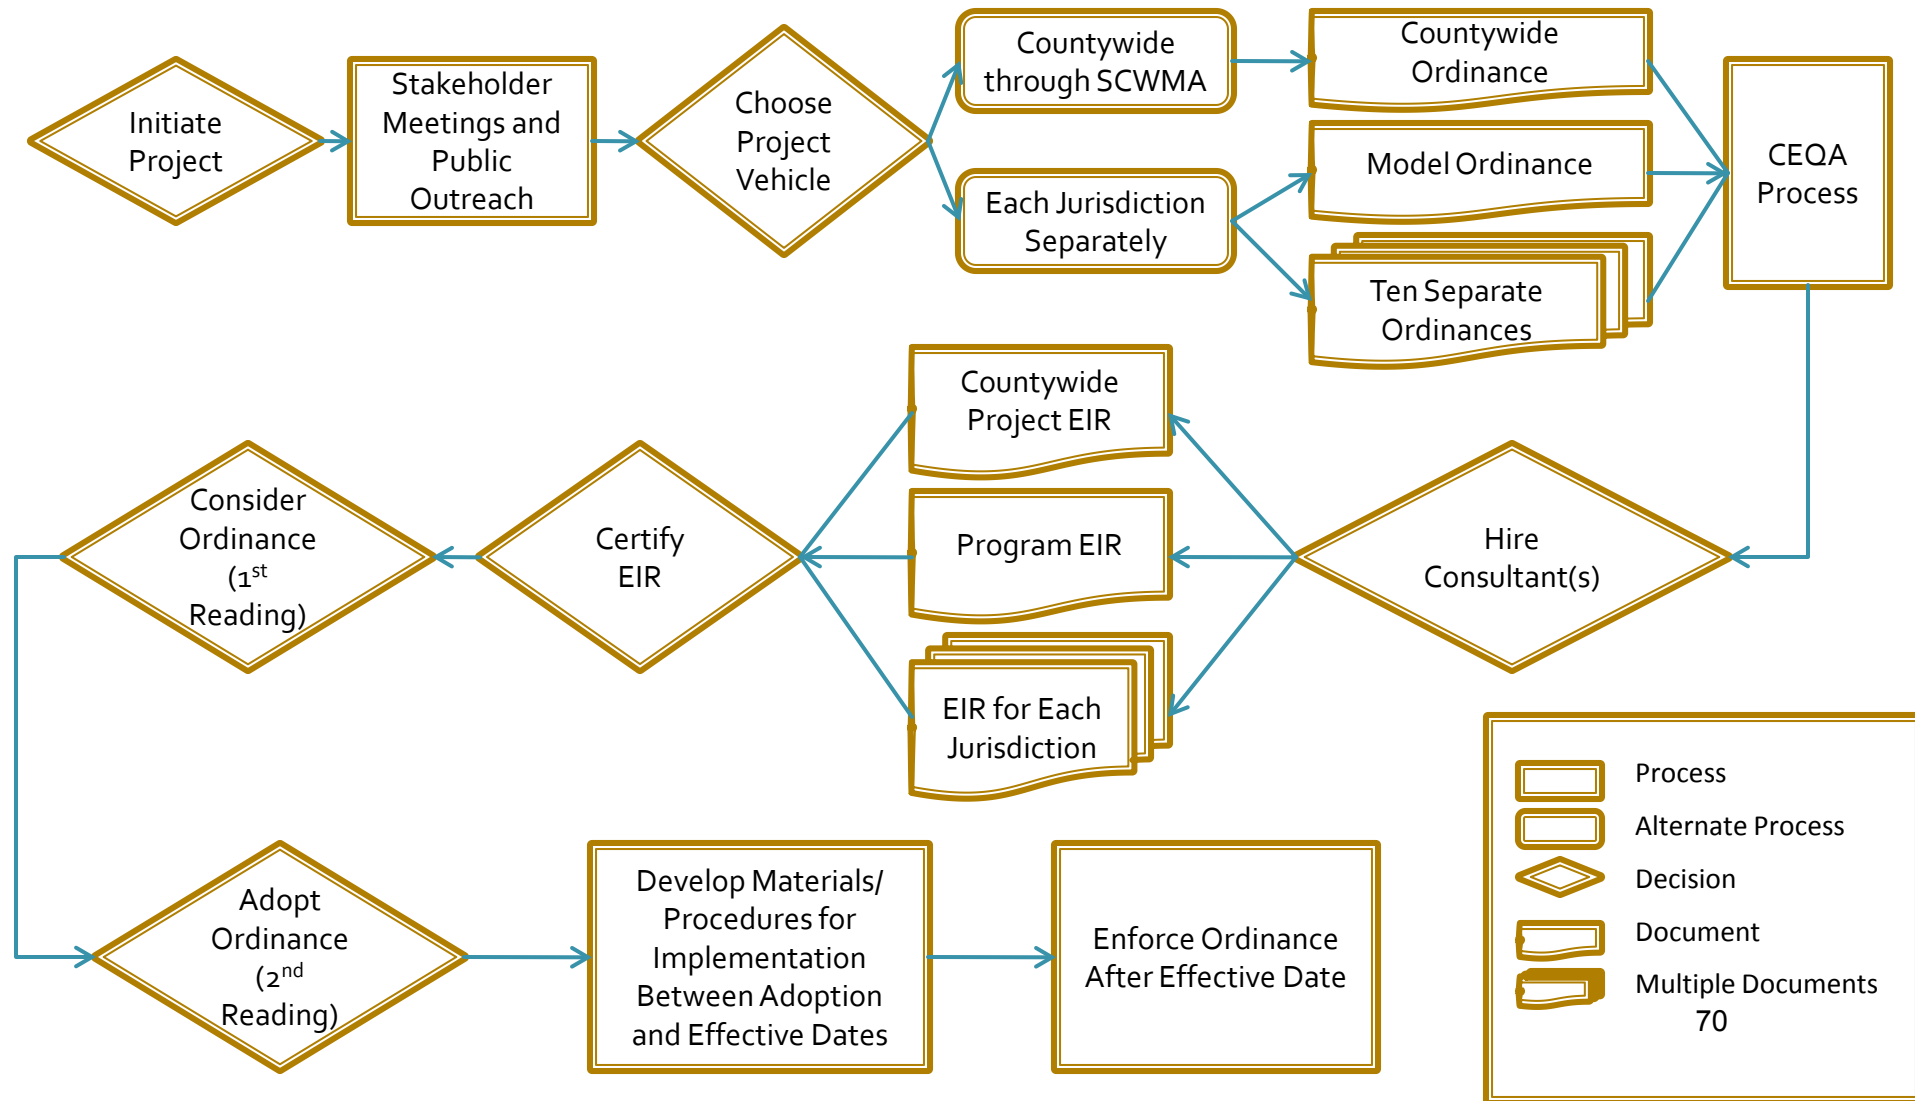 Initiate
Project
Stakeholder
Meetings and
Public
Outreach
Choose
Project
Vehicle
Countywide
through SCWMA
Each Jurisdiction
Separately
Countywide
Ordinance
Model Ordinance
Ten Separate
Ordinances
CEQA
Process
Hire
Consultant(s)
Countywide
Project EIR
Program EIR
EIR for Each
Jurisdiction
Certify
EIR
Consider
Ordinance
(1st
Reading)
Adopt
Ordinance
(2nd
Reading)
Develop Materials/
Procedures for
Implementation
Between Adoption
and Effective Dates
Enforce Ordinance
After Effective Date
Process
Alternate Process
Decision
Document
Multiple Documents
70